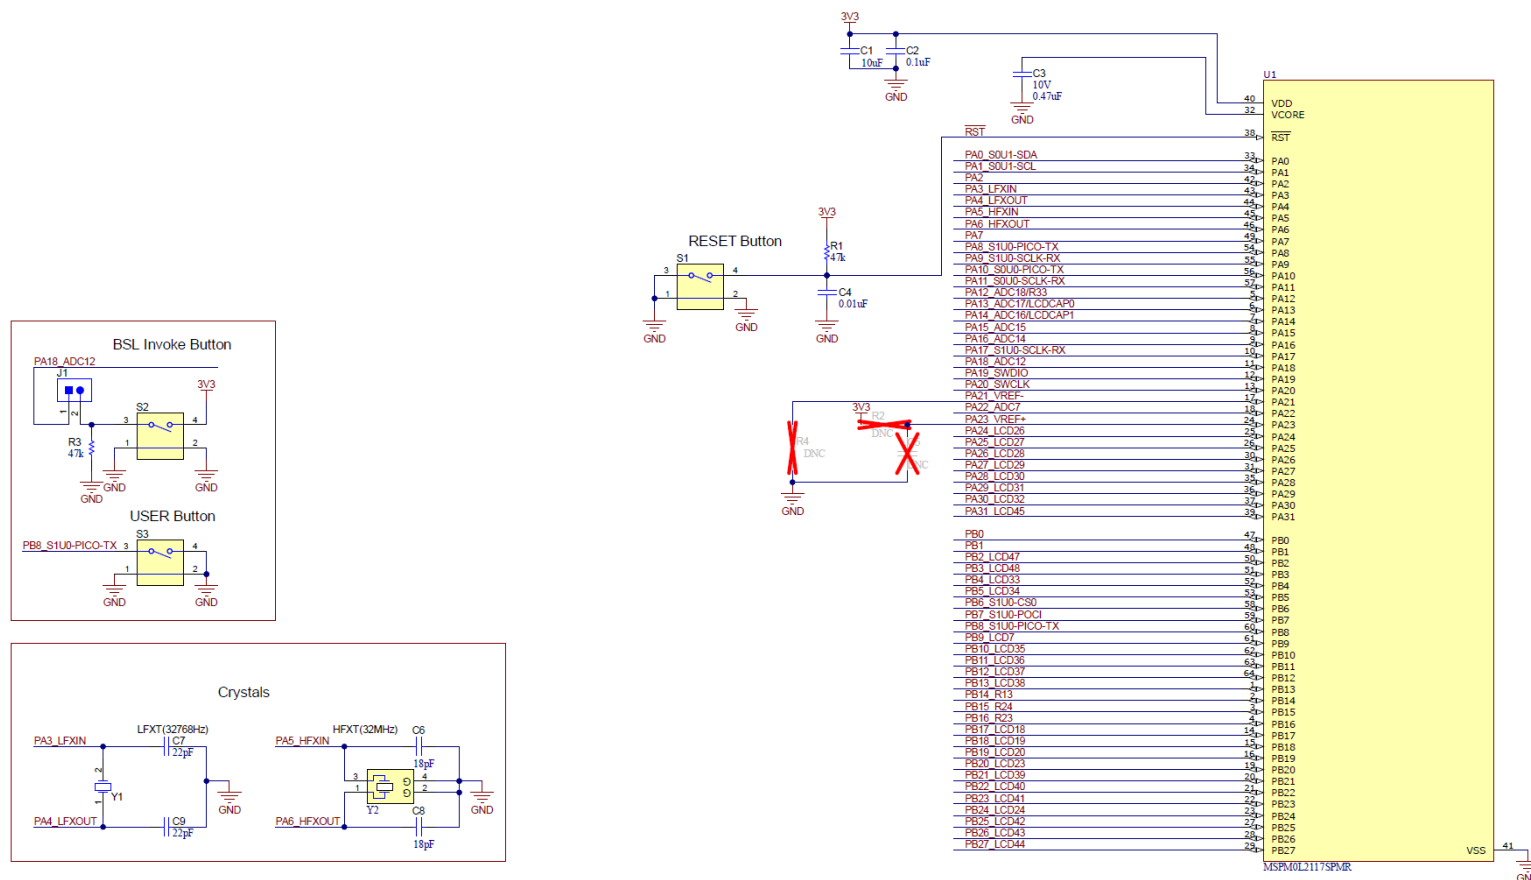 3V3
C1
10uF
C2
0.1uF
GND
C3
10V
0.47uF
GND
U1
40 VDD
32 VCORE
RST 38 RST
PA0_S0U1-SDA 33 PA0
PA1_S0U1-SCL 34 PA1
PA2 42 PA2
PA3_LFXIN 43 PA3
PA4_LFXOUT 44 PA4
PA5_HFXIN 45 PA5
PA6_HFXOUT 46 PA6
PA7 49 PA7
PA8_S1U0-PICO-TX 54 PA8
PA9_S1U0-SCLK-RX 55 PA9
PA10_S0U0-PICO-TX 56 PA10
PA11_S0U0-SCLK-RX 57 PA11
PA12_ADC18/R33 5 PA12
PA13_ADC17/LCDCAP0 6 PA13
PA14_ADC16/LCDCAP1 7 PA14
PA15_ADC15 8 PA15
PA16_ADC14 9 PA16
PA17_S1U0-SCLK-RX 10 PA17
PA18_ADC12 11 PA18
PA19_SWDIO 12 PA19
PA20_SWCLK 13 PA20
PA21_VREF- 17 PA21
PA22_ADC7 18 PA22
PA23_VREF+ 24 PA23
PA24_LCD26 25 PA24
PA25_LCD27 26 PA25
PA26_LCD28 30 PA26
PA27_LCD29 31 PA27
PA28_LCD30 35 PA28
PA29_LCD31 36 PA29
PA30_LCD32 37 PA30
PA31_LCD45 39 PA31
PB0 47 PB0
PB1 48 PB1
PB2_LCD47 50 PB2
PB3_LCD48 51 PB3
PB4_LCD33 52 PB4
PB5_LCD34 53 PB5
PB6_S1U0-CS0 58 PB6
PB7_S1U0-POCI 59 PB7
PB8_S1U0-PICO-TX 60 PB8
PB9_LCD7 61 PB9
PB10_LCD35 62 PB10
PB11_LCD36 63 PB11
PB12_LCD37 64 PB12
PB13_LCD38 1 PB13
PB14_R13 2 PB14
PB15_R24 3 PB15
PB16_R23 4 PB16
PB17_LCD18 14 PB17
PB18_LCD19 15 PB18
PB19_LCD20 16 PB19
PB20_LCD23 19 PB20
PB21_LCD39 20 PB21
PB22_LCD40 21 PB22
PB23_LCD41 22 PB23
PB24_LCD24 23 PB24
PB25_LCD42 27 PB25
PB26_LCD43 28 PB26
PB27_LCD44 29 PB27
VSS 41
GND
MSPM0L2117SPMR
RESET Button
S1
3 4
1 2
GND
GND
3V3
R1
47k
C4
0.01uF
GND
3V3
R2
DNC
R4
DNC
GND
BSL Invoke Button
PA18_ADC12
J1
1 2
3V3
S2
3 4
1 2
R3
47k
GND
GND
GND
USER Button
PB8_S1U0-PICO-TX
S3
3 4
1 2
GND
GND
Crystals
LFXT(32768Hz)
PA3_LFXIN
C7
22pF
2
Y1
1
PA4_LFXOUT
C9
22pF
GND
HFXT(32MHz)
PA5_HFXIN
C6
18pF
3 G 4
1 G 2
Y2
PA6_HFXOUT
C8
18pF
GND